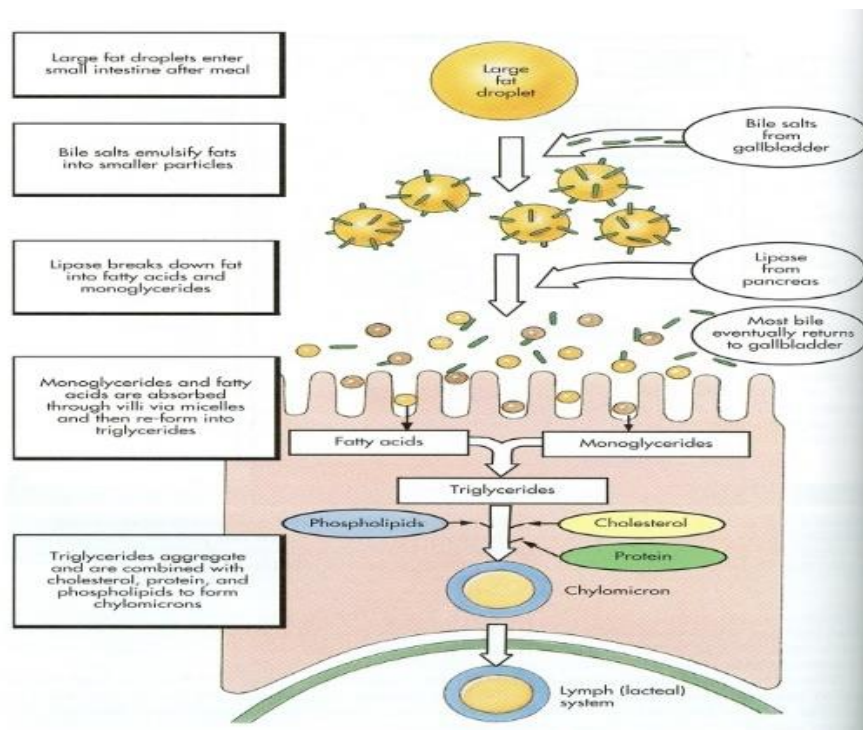 Large fat droplets enter
small intestine after meal
Large
fat
droplet
Bile salts
from
gallbladder
Bile salts emulsify fats
into smaller particles
Lipase breaks down fat
into fatty acids and
monoglycerides
Lipase
from
pancreas
Most bile
eventually returns
to gallbladder
Monoglycerides and fatty
acids are absorbed
through villi via micelles
and then re-form into
triglycerides
Fatty acids
Monoglycerides
Triglycerides
Phospholipids
Cholesterol
Protein
Triglycerides aggregate
and are combined with
cholesterol, protein, and
phospholipids to form
chylomicrons
Chylomicron
Lymph (lacteal)
system